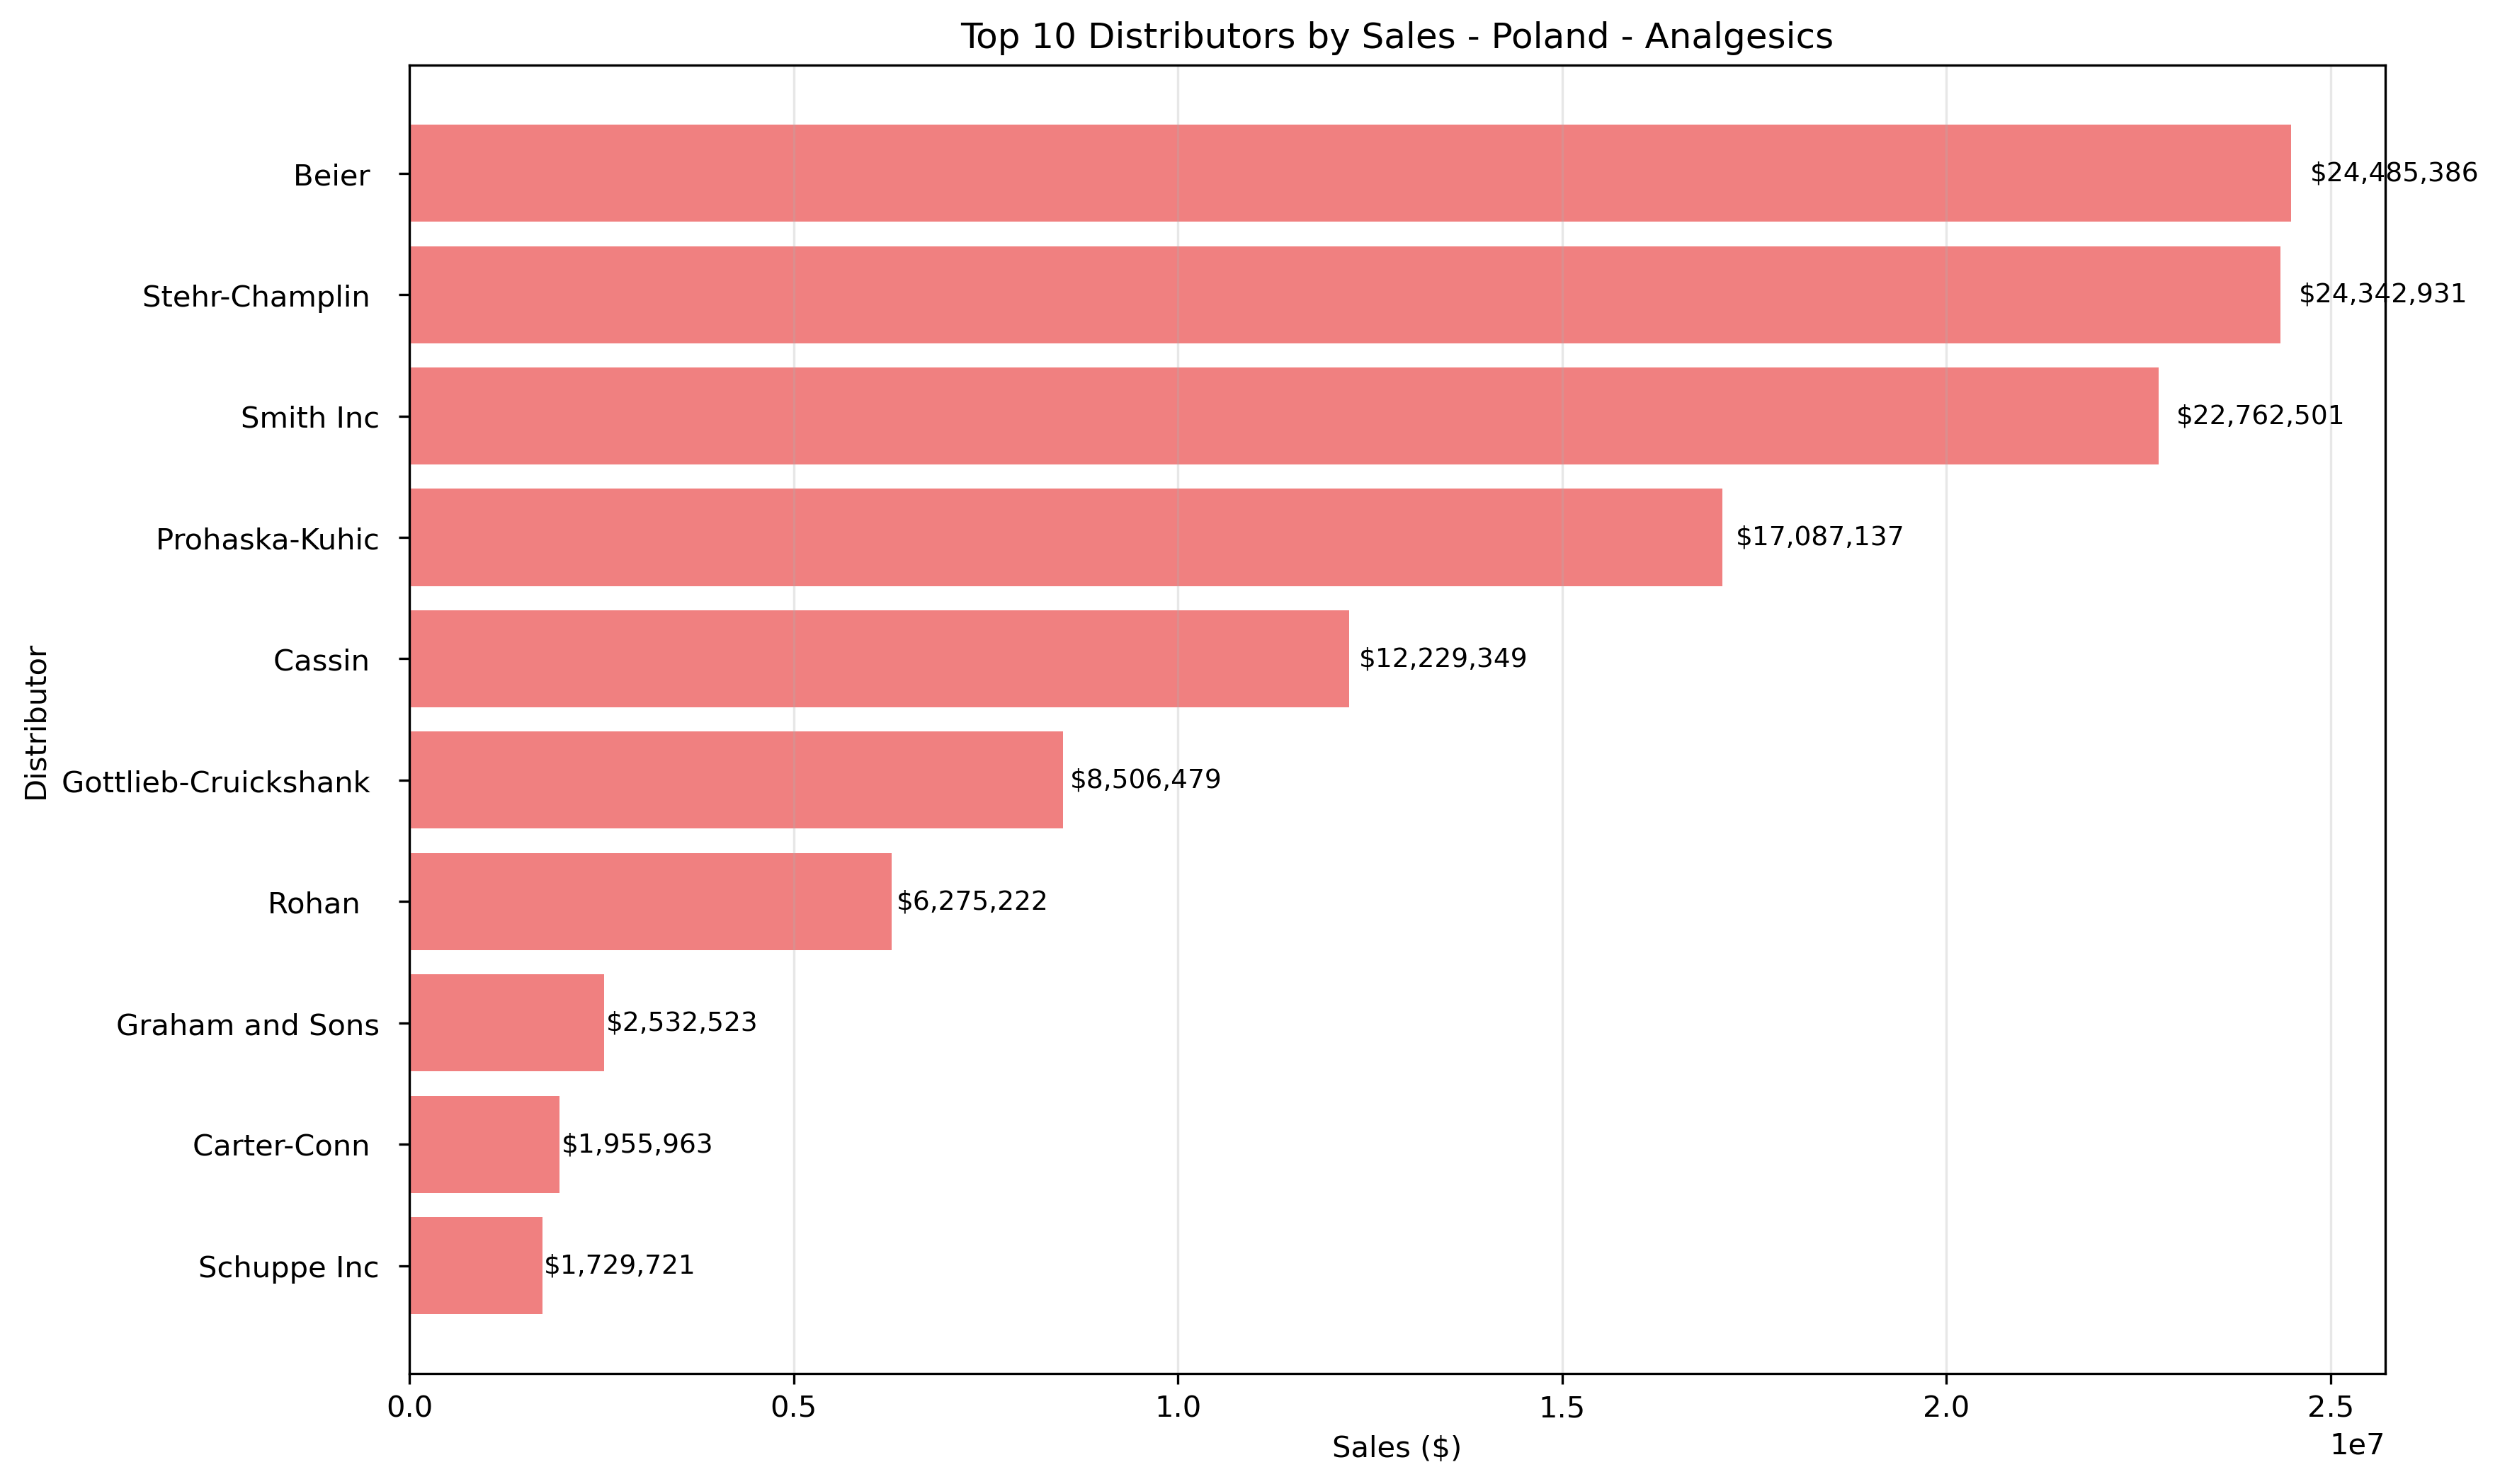 Top 10 Distributors by Sales - Poland - Analgesics
Distributor
Beier
$24,485,386
Stehr-Champlin
$24,342,931
Smith Inc
$22,762,501
Prohaska-Kuhic
$17,087,137
Cassin
$12,229,349
Gottlieb-Cruickshank
$8,506,479
Rohan
$6,275,222
Graham and Sons
$2,532,523
Carter-Conn
$1,955,963
Schuppe Inc
$1,729,721
0.0 0.5 1.0 1.5 2.0 2.5
1e7
Sales ($)